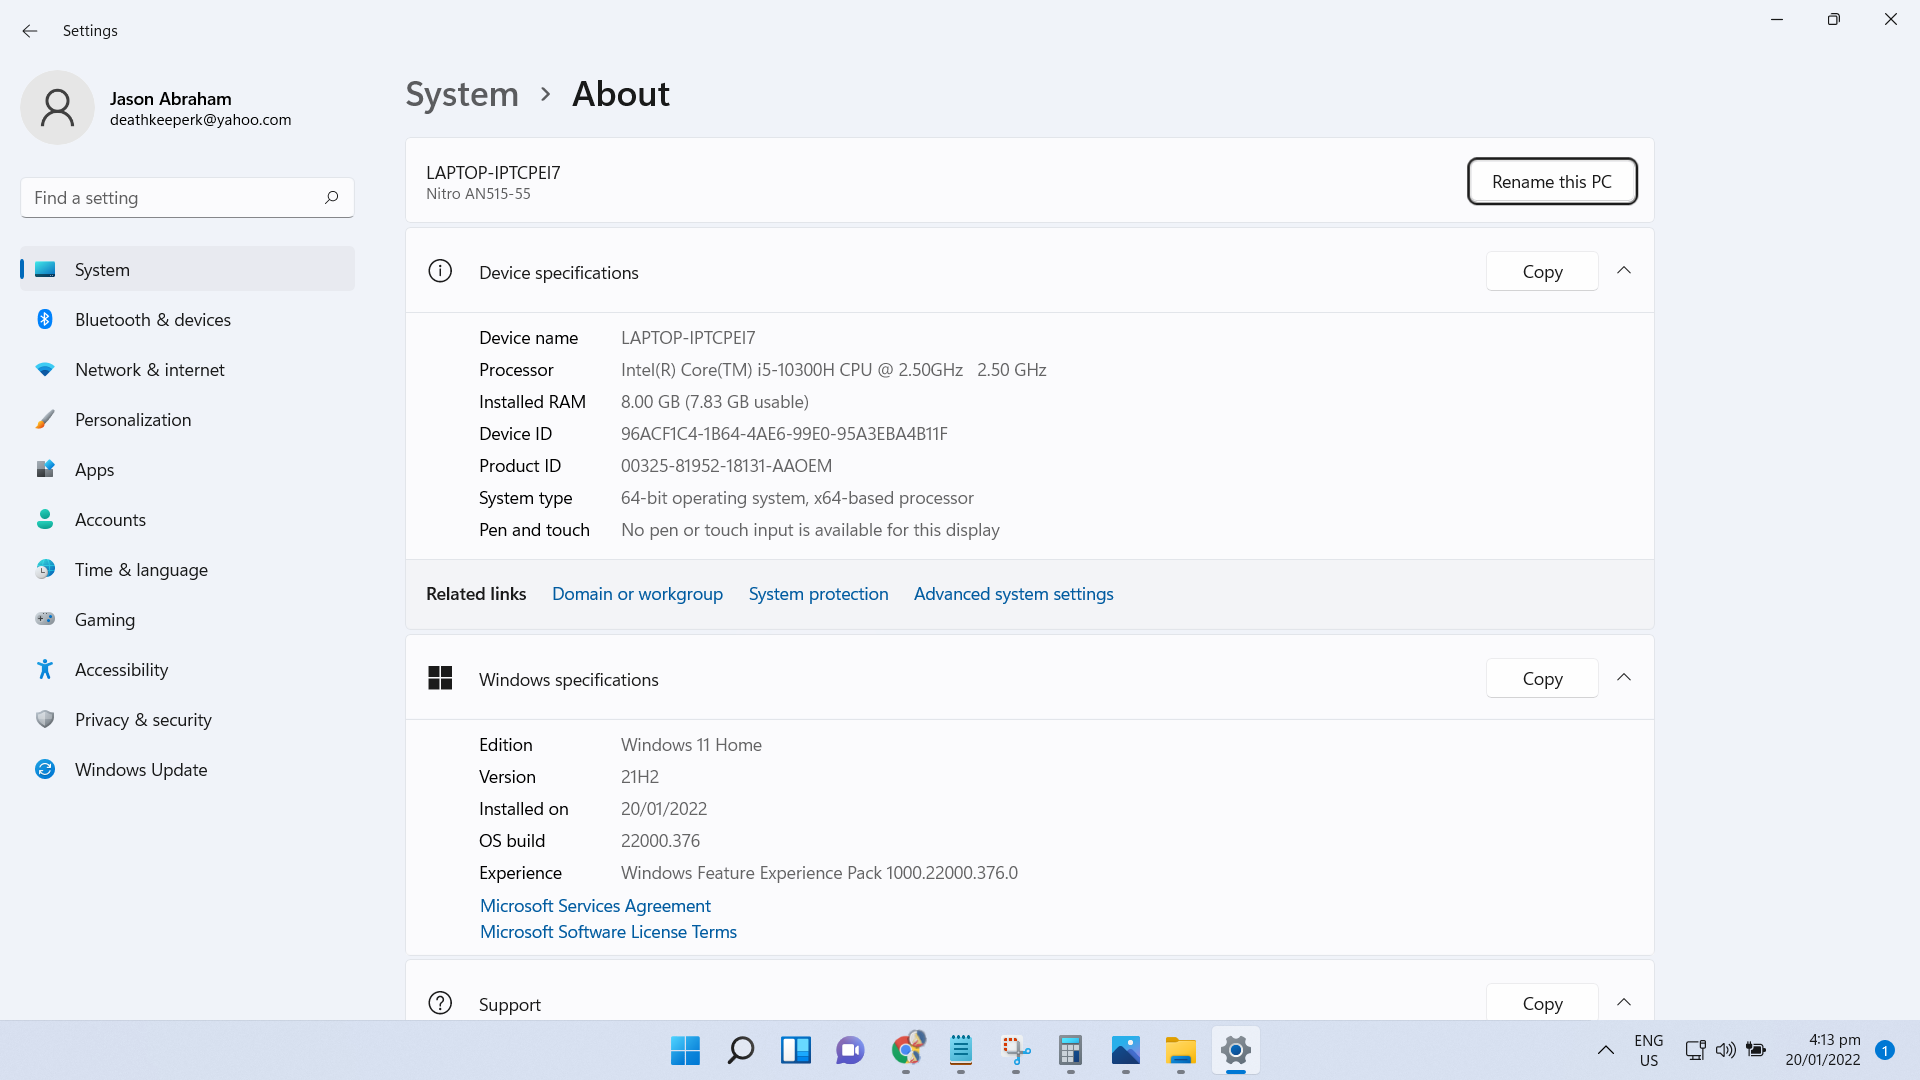 Settings
Jason Abraham
deathkeeperk@yahoo.com
Find a setting
System
Bluetooth & devices
Network & internet
Personalization
Apps
Accounts
Time & language
Gaming
Accessibility
Privacy & security
Windows Update
System > About
LAPTOP-IPTCPEI7
Nitro AN515-55
Rename this PC
Device specifications
Copy
Device name LAPTOP-IPTCPEI7
Processor Intel(R) Core(TM) i5-10300H CPU @ 2.50GHz 2.50 GHz
Installed RAM 8.00 GB (7.83 GB usable)
Device ID 96ACF1C4-1B64-4AE6-99E0-95A3EBA4B11F
Product ID 00325-81952-18131-AAOEM
System type 64-bit operating system, x64-based processor
Pen and touch No pen or touch input is available for this display
Related links Domain or workgroup System protection Advanced system settings
Windows specifications
Copy
Edition Windows 11 Home
Version 21H2
Installed on 20/01/2022
OS build 22000.376
Experience Windows Feature Experience Pack 1000.22000.376.0
Microsoft Services Agreement
Microsoft Software License Terms
Support
Copy
ENG
US
4:13 pm
20/01/2022
1